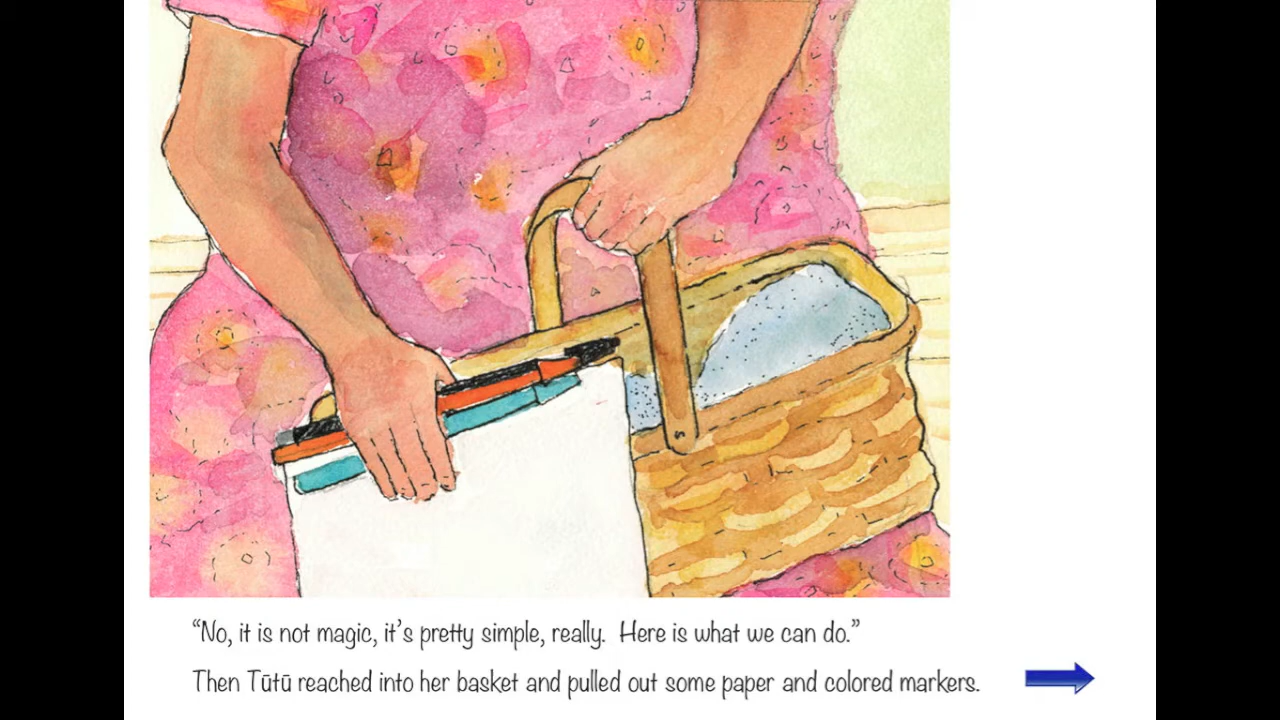 “No, it is not magic, it’s pretty simple, really. Here is what we can do.”
Then Tūtū reached into her basket and pulled out some paper and colored markers.